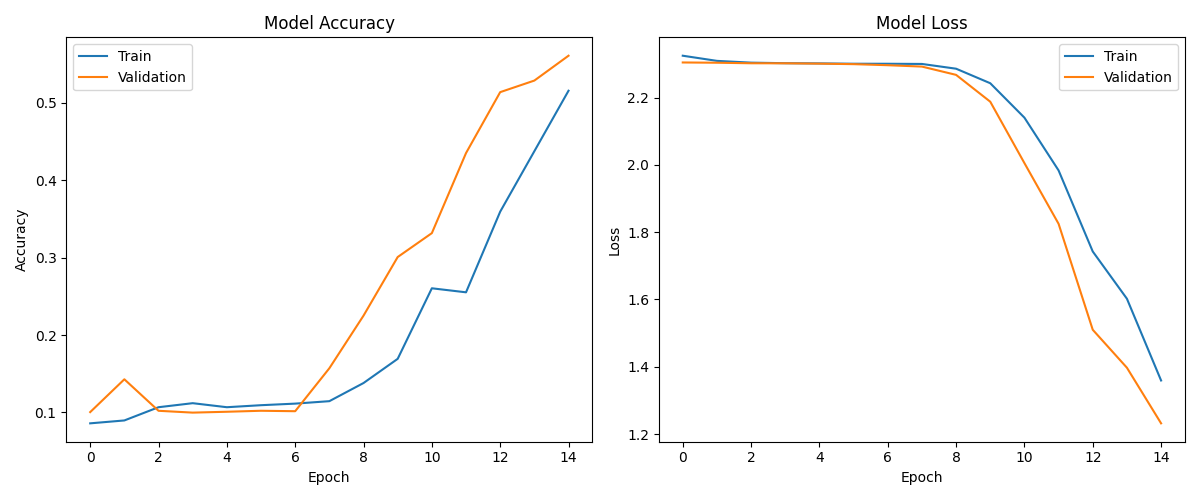 Model Accuracy
Train
Validation
0.5
0.4
0.3
0.2
0.1
Accuracy
0 2 4 6 8 10 12 14
Epoch
Model Loss
Train
Validation
2.2
2.0
1.8
1.6
1.4
1.2
Loss
0 2 4 6 8 10 12 14
Epoch